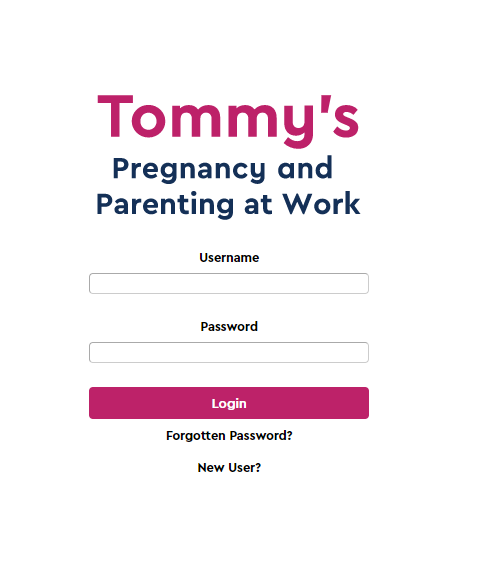 Tommy's
Pregnancy and
Parenting at Work
Username
Password
Login
Forgotten Password?
New User?